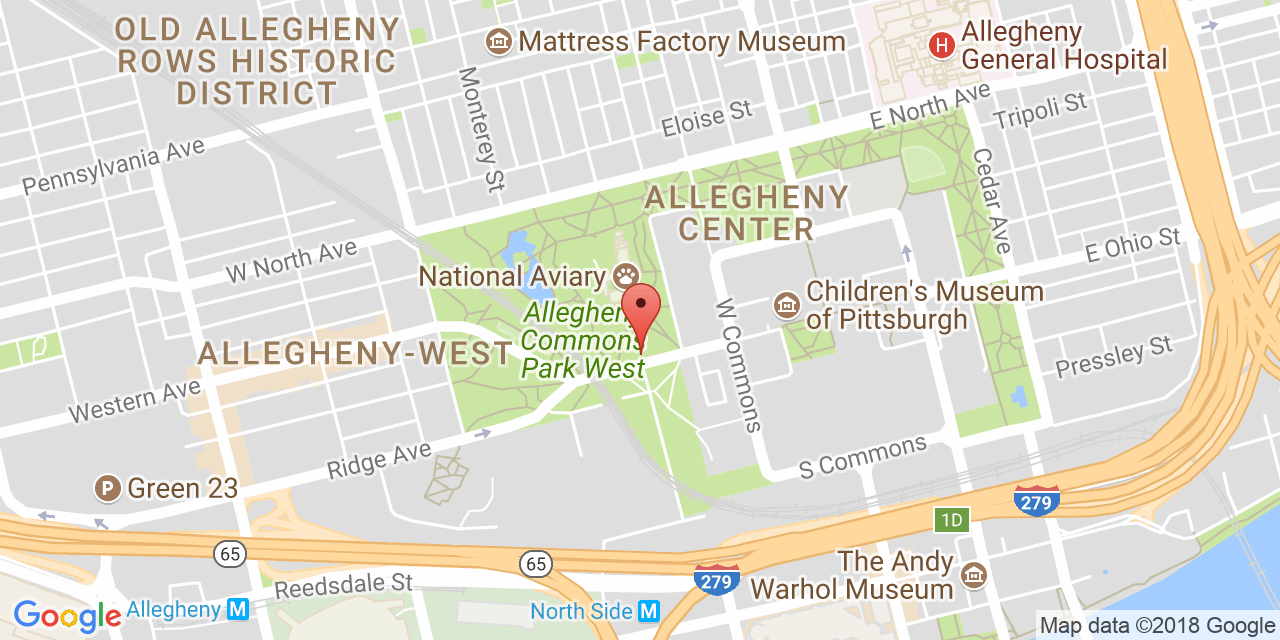 OLD ALLEGHENY
ROWS HISTORIC
DISTRICT
Mattress Factory Museum
H
Allegheny
General Hospital
Monterey St
Eloise St
E North Ave
Tripoli St
Pennsylvania Ave
Cedar Ave
ALLEGHENY
CENTER
W North Ave
E Ohio St
National Aviary
Allegheny
Commons
Park West
Children's Museum
of Pittsburgh
W Commons
ALLEGHENY-WEST
Pressley St
Western Ave
Ridge Ave
S Commons
P
Green 23
279
1D
65
65
279
The Andy
Warhol Museum
Reedsdale St
Google
Allegheny M
North Side M
Map data ©2018 Google